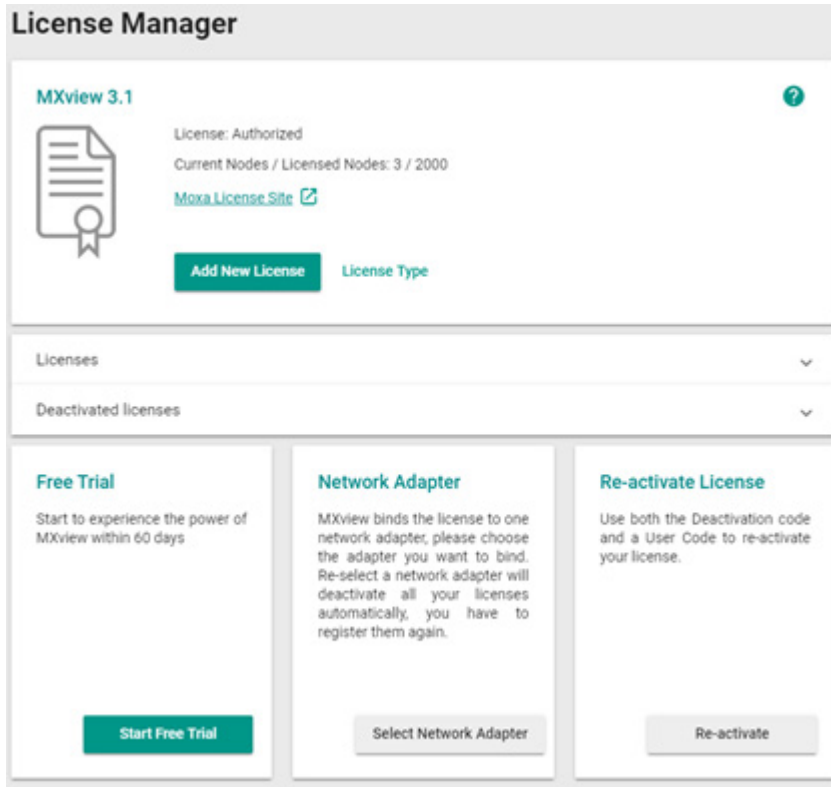 License Manager
MXview 3.1
License: Authorized
Current Nodes / Licensed Nodes: 3 / 2000
Moxa License Site
Add New License
License Type
Licenses
Deactivated licenses
Free Trial
Start to experience the power of
MXview within 60 days
Start Free Trial
Network Adapter
MXview binds the license to one
network adapter, please choose
the adapter you want to bind.
Re-select a network adapter will
deactivate all your licenses
automatically, you have to
register them again.
Select Network Adapter
Re-activate License
Use both the Deactivation code
and a User Code to re-activate
your license.
Re-activate